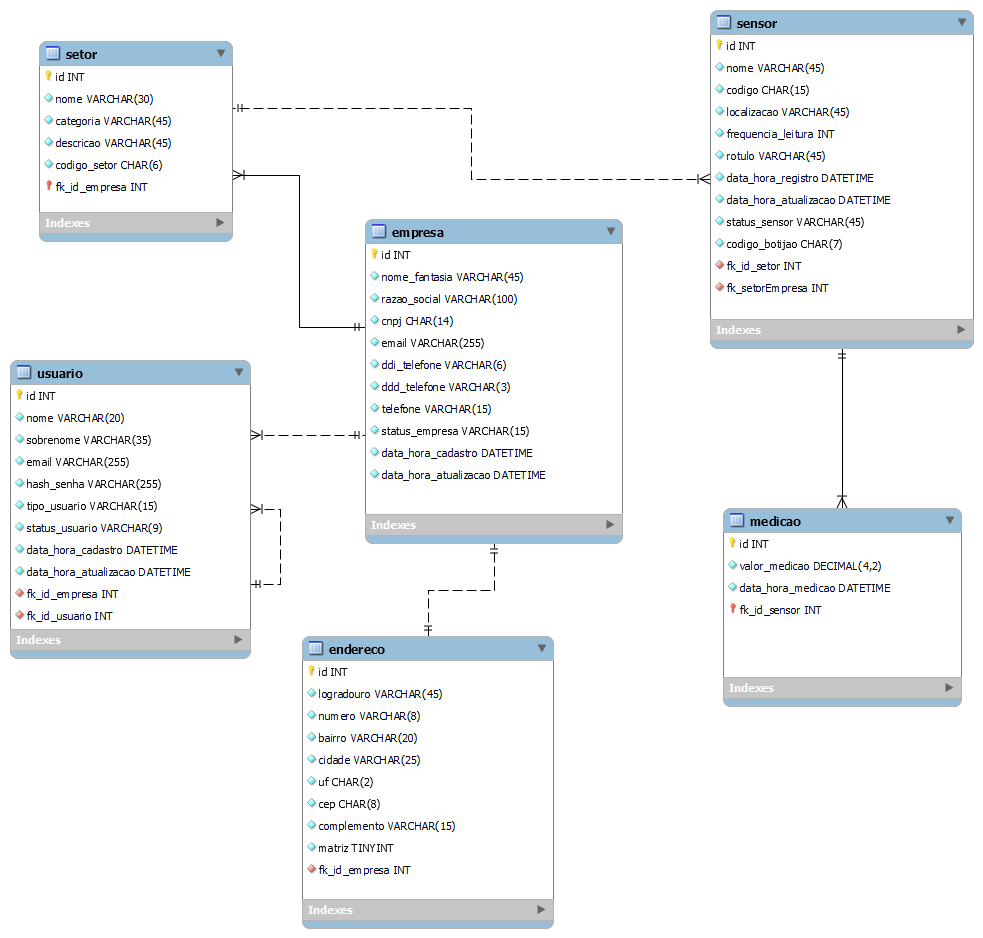 setor
id INT
nome VARCHAR(30)
categoria VARCHAR(45)
descricao VARCHAR(45)
codigo_setor CHAR(6)
fk_id_empresa INT
Indexes
sensor
id INT
nome VARCHAR(45)
codigo CHAR(15)
localizacao VARCHAR(45)
frequencia_leitura INT
rotulo VARCHAR(45)
data_hora_registro DATETIME
data_hora_atualizacao DATETIME
status_sensor VARCHAR(45)
codigo_botijao CHAR(7)
fk_id_setor INT
fk_setorEmpresa INT
Indexes
empresa
id INT
nome_fantasia VARCHAR(45)
razao_social VARCHAR(100)
cnpj CHAR(14)
email VARCHAR(255)
ddi_telefone VARCHAR(6)
ddd_telefone VARCHAR(3)
telefone VARCHAR(15)
status_empresa VARCHAR(15)
data_hora_cadastro DATETIME
data_hora_atualizacao DATETIME
Indexes
usuario
id INT
nome VARCHAR(20)
sobrenome VARCHAR(35)
email VARCHAR(255)
hash_senha VARCHAR(255)
tipo_usuario VARCHAR(15)
status_usuario VARCHAR(9)
data_hora_cadastro DATETIME
data_hora_atualizacao DATETIME
fk_id_empresa INT
fk_id_usuario INT
Indexes
medicao
id INT
valor_medicao DECIMAL(4,2)
data_hora_medicao DATETIME
fk_id_sensor INT
Indexes
endereco
id INT
logradouro VARCHAR(45)
numero VARCHAR(8)
bairro VARCHAR(20)
cidade VARCHAR(25)
uf CHAR(2)
cep CHAR(8)
complemento VARCHAR(15)
matriz TINYINT
fk_id_empresa INT
Indexes